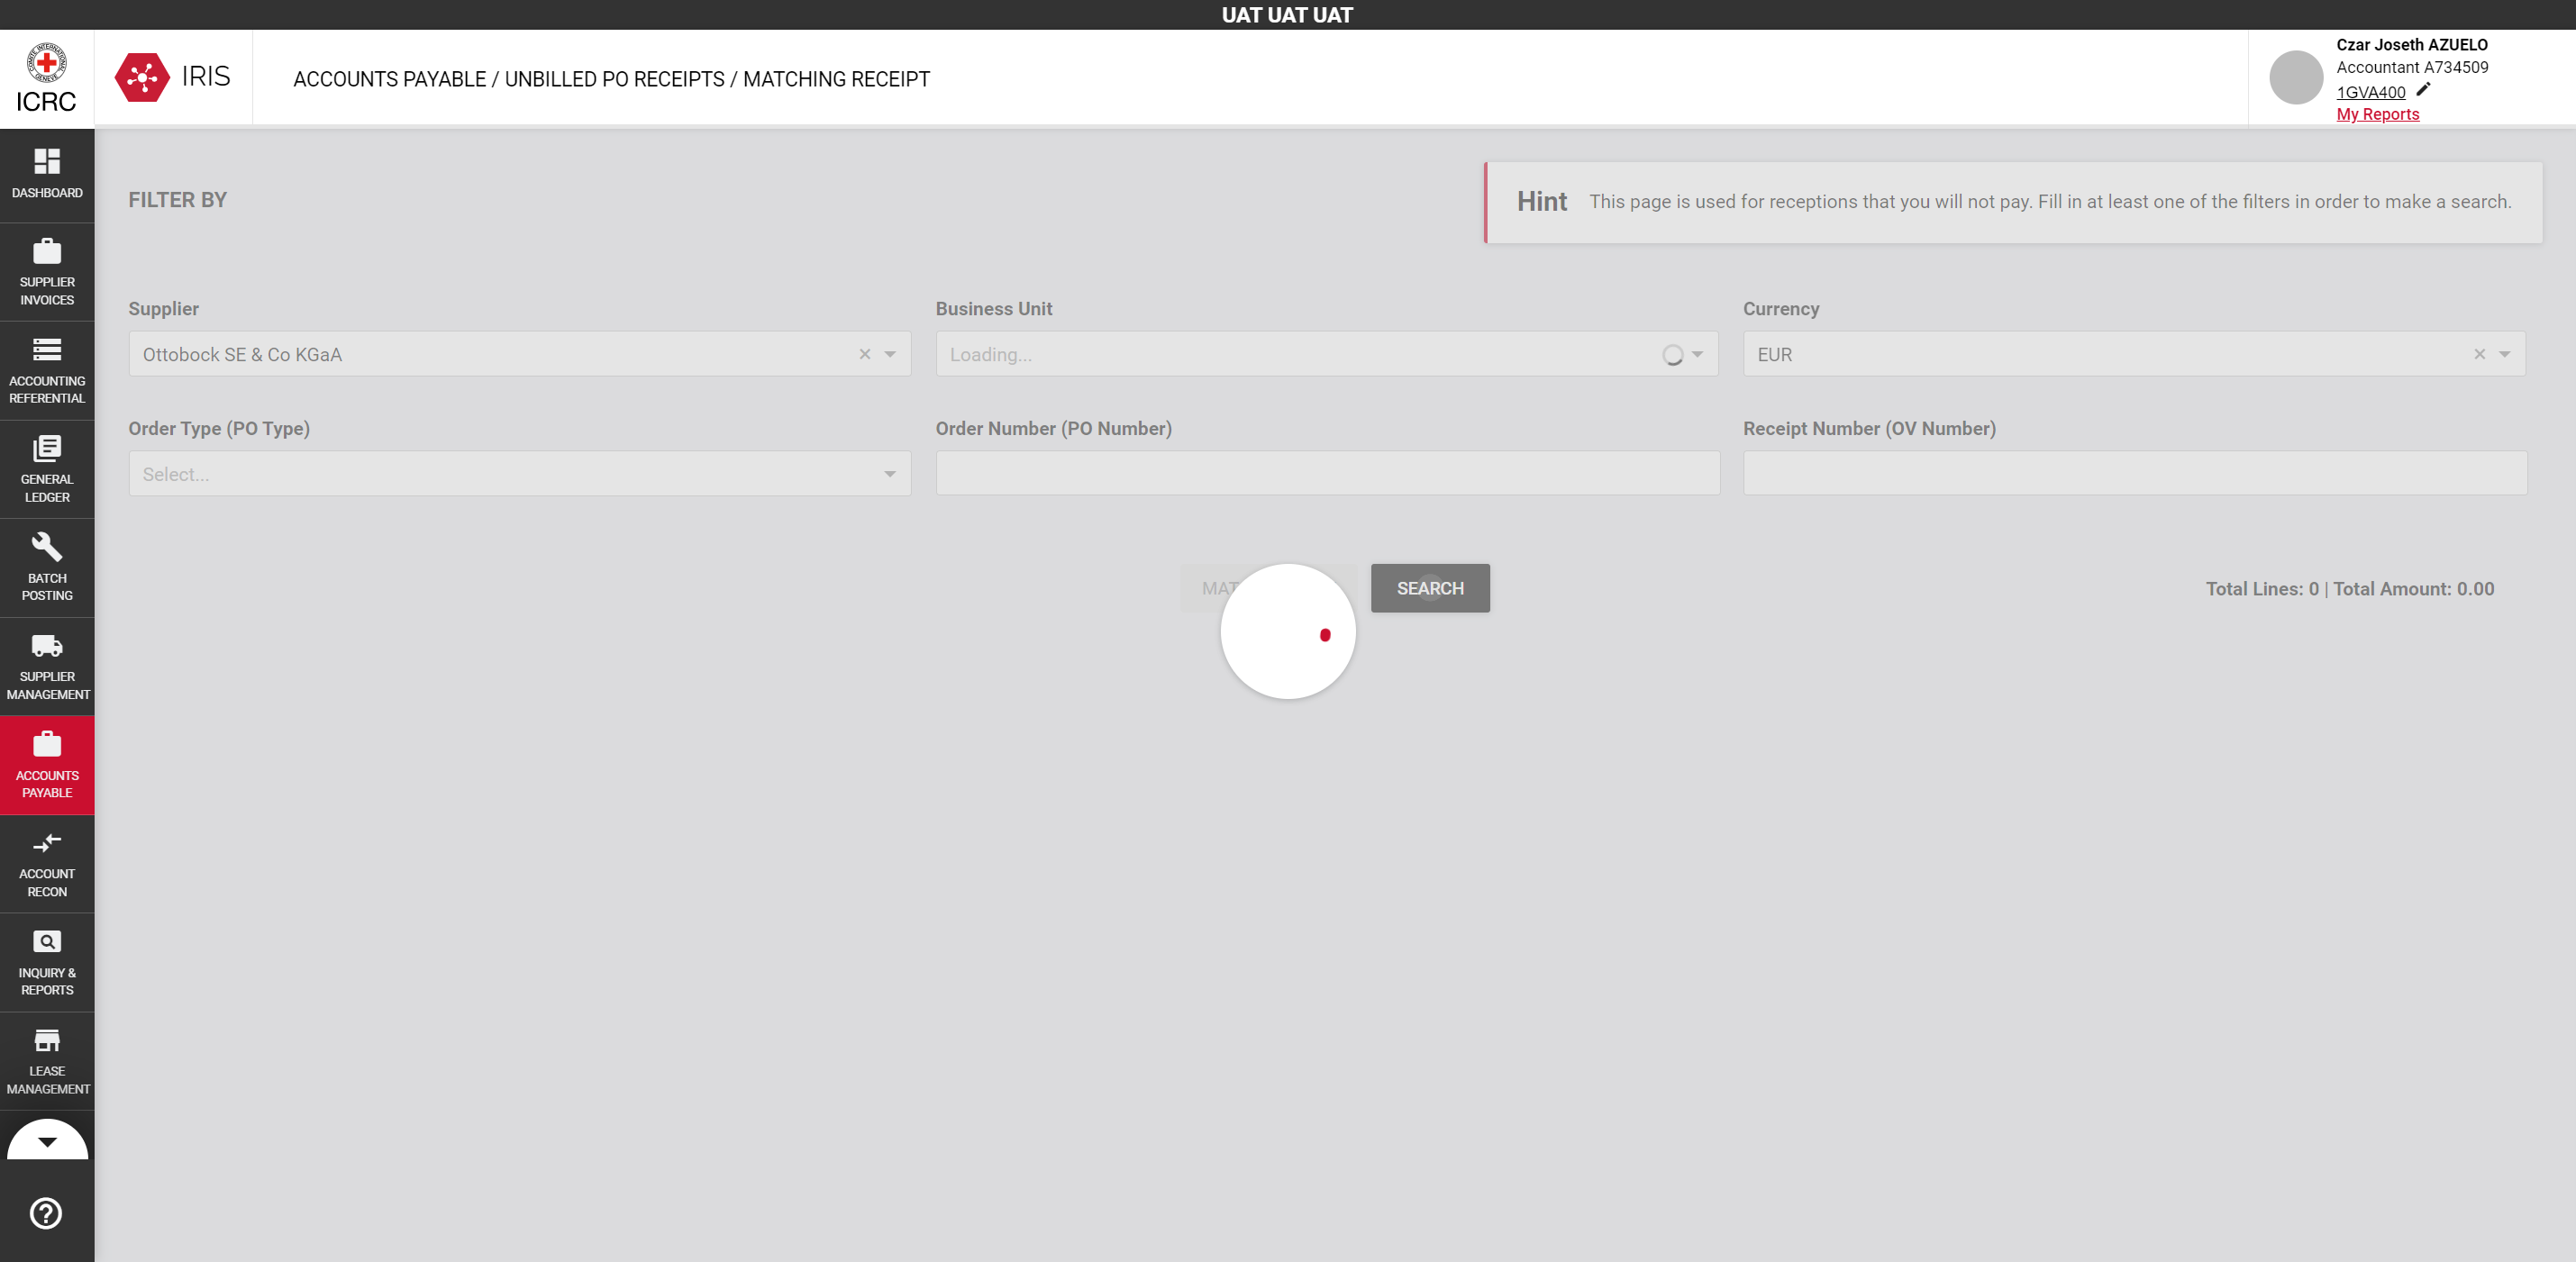 UAT UAT UAT
COMITE INTERNATIONAL GENEVE
ICRC
IRIS
ACCOUNTS PAYABLE / UNBILLED PO RECEIPTS / MATCHING RECEIPT
Czar Joseth AZUELO
Accountant A734509
1GVA400
My Reports
DASHBOARD
SUPPLIER
INVOICES
ACCOUNTING
REFERENTIAL
GENERAL
LEDGER
BATCH
POSTING
SUPPLIER
MANAGEMENT
ACCOUNTS
PAYABLE
ACCOUNT
RECON
INQUIRY &
REPORTS
LEASE
MANAGEMENT
FILTER BY
Hint This page is used for receptions that you will not pay. Fill in at least one of the filters in order to make a search.
Supplier
Ottobock SE & Co KGaA
Business Unit
Loading...
Currency
EUR
Order Type (PO Type)
Select...
Order Number (PO Number)
Receipt Number (OV Number)
MAT
SEARCH
Total Lines: 0 | Total Amount: 0.00